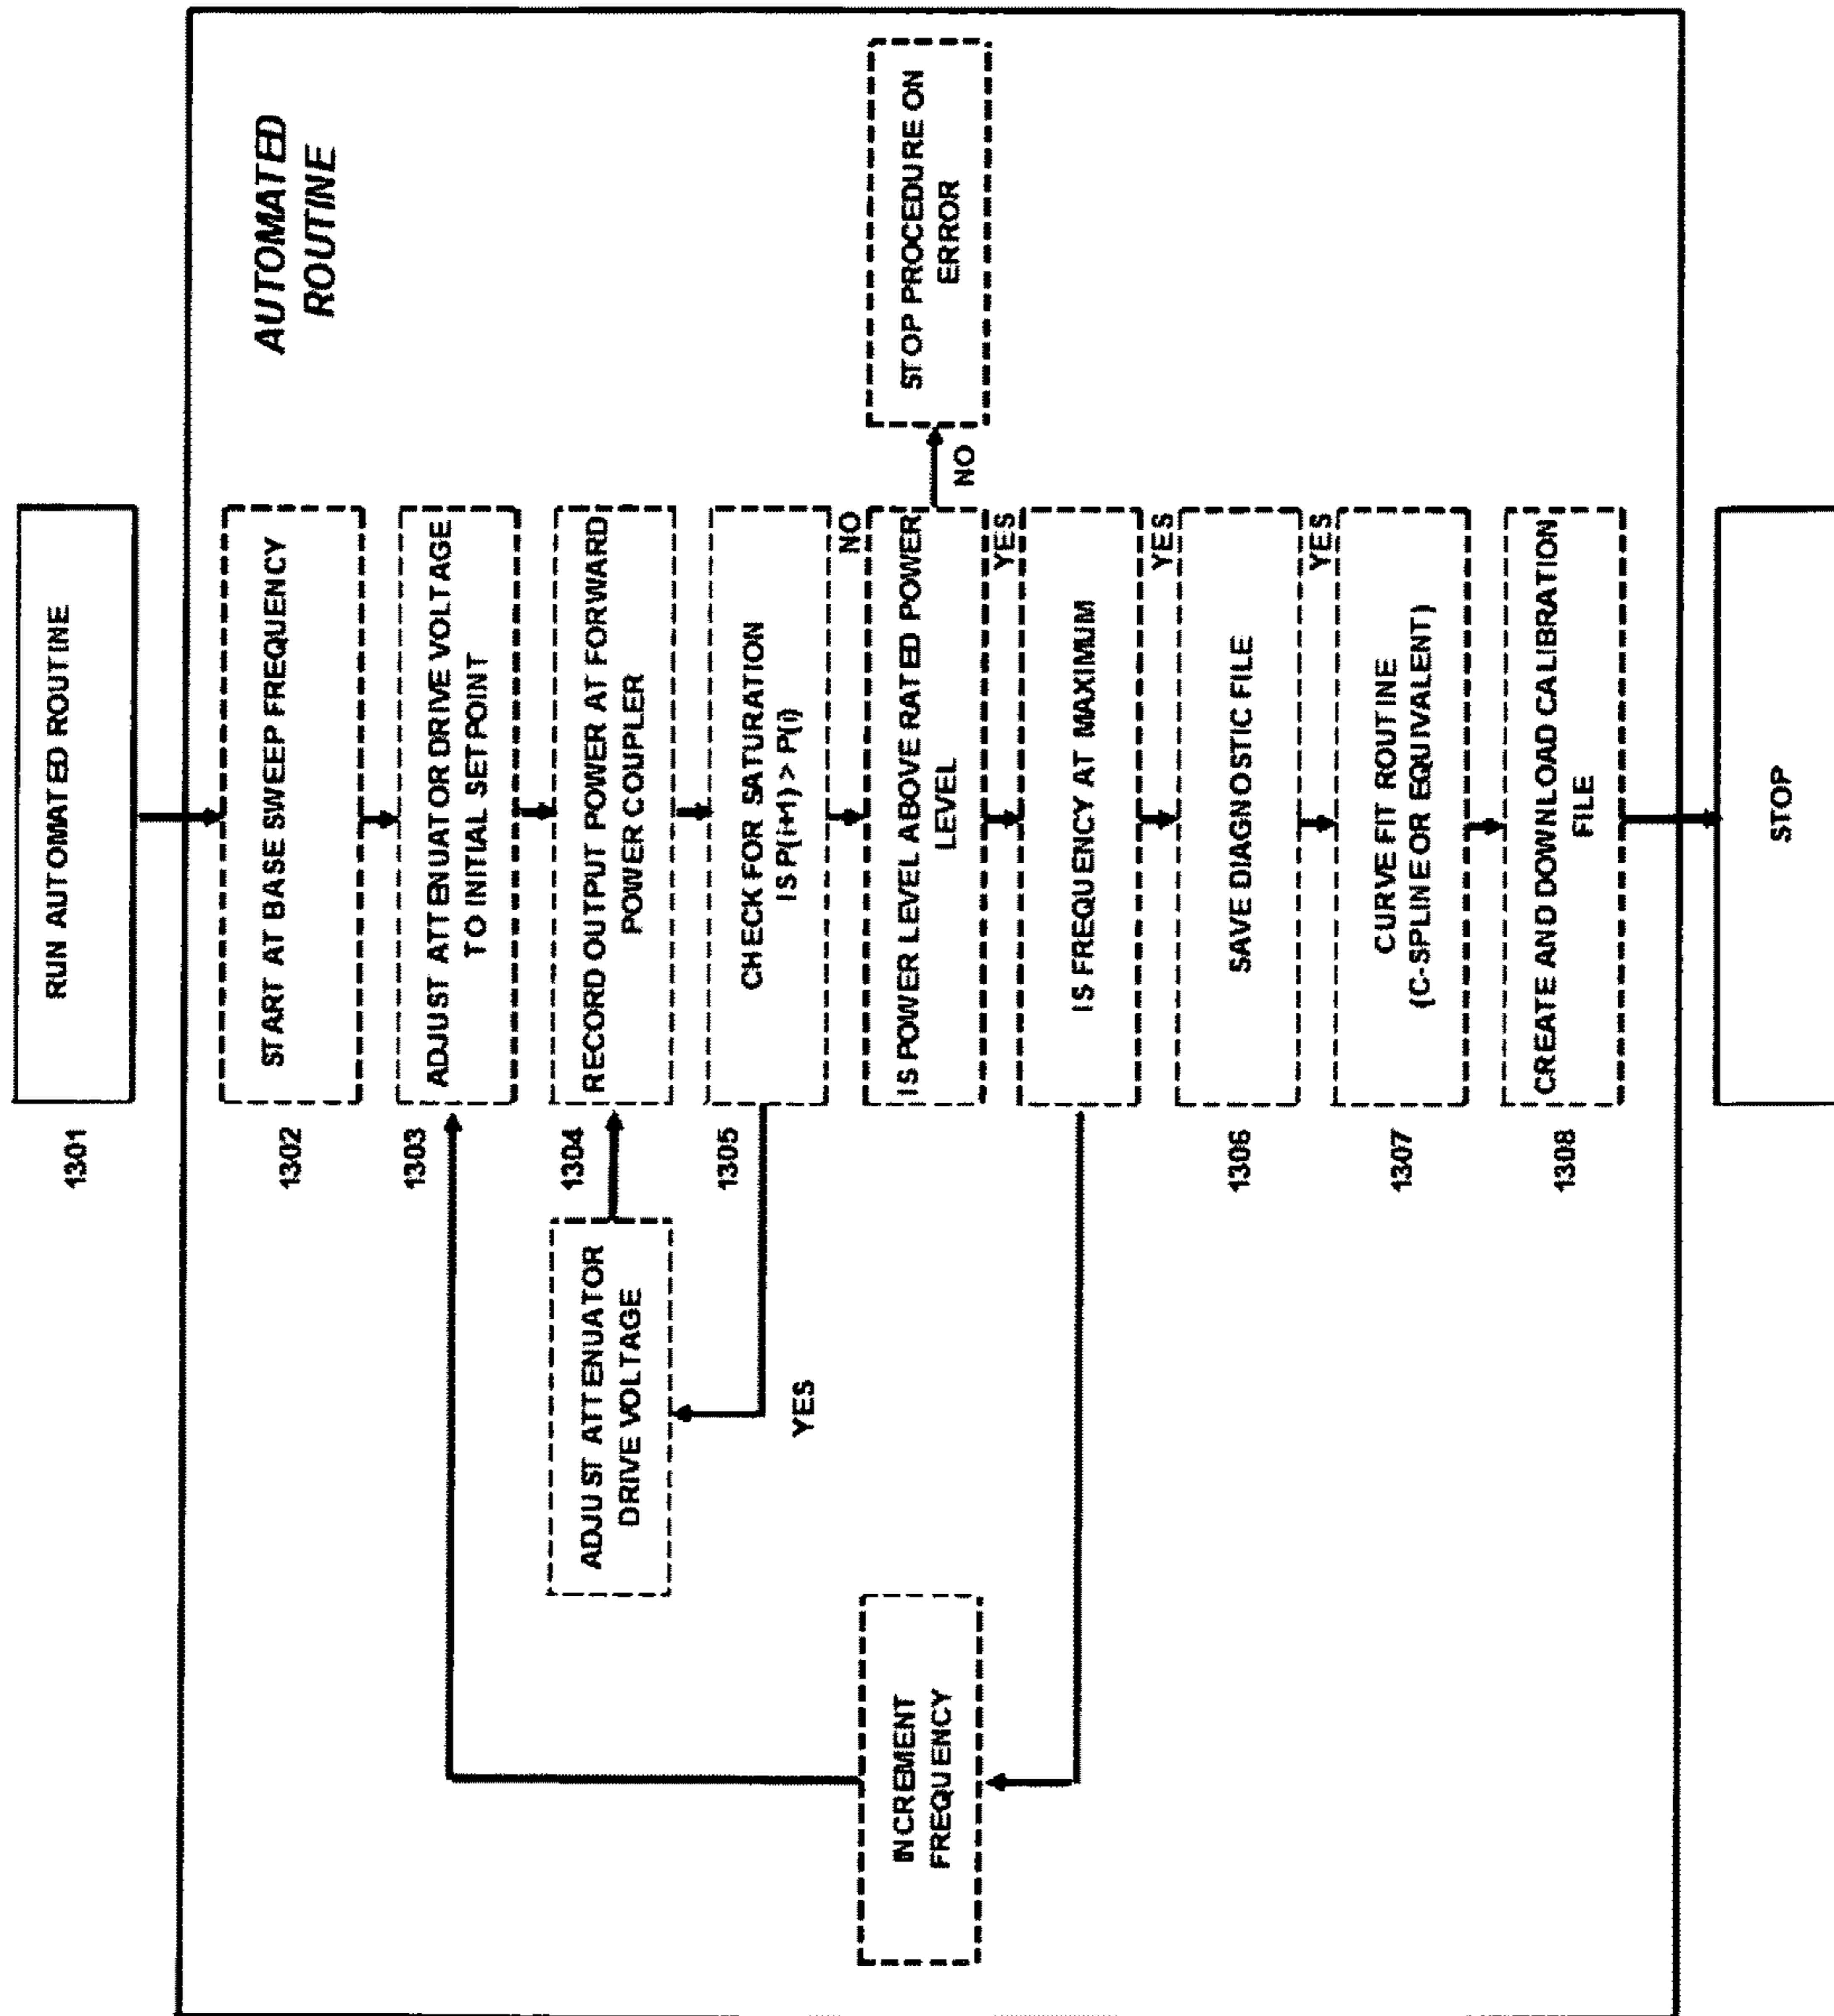 AUTOMATED
ROUTINE
1301
RUN AUTOMATED ROUTINE
1302
START AT BASE SWEEP FREQUENCY
1303
ADJUST ATTENUATOR DRIVE VOLTAGE
TO INITIAL SETPOINT
1304
RECORD OUTPUT POWER AT FORWARD
POWER COUPLER
ADJUST ATTENUATOR
DRIVE VOLTAGE
1305
CHECK FOR SATURATION
IS P(i+1) > P(i)
YES
NO
IS POWER LEVEL ABOVE RATED POWER
LEVEL
NO
STOP PROCEDURE ON
ERROR
YES
IS FREQUENCY AT MAXIMUM
INCREMENT
FREQUENCY
YES
1306
SAVE DIAGNOSTIC FILE
YES
1307
CURVE FIT ROUTINE
(C-SPLINE OR EQUIVALENT)
1308
CREATE AND DOWNLOAD CALIBRATION
FILE
STOP